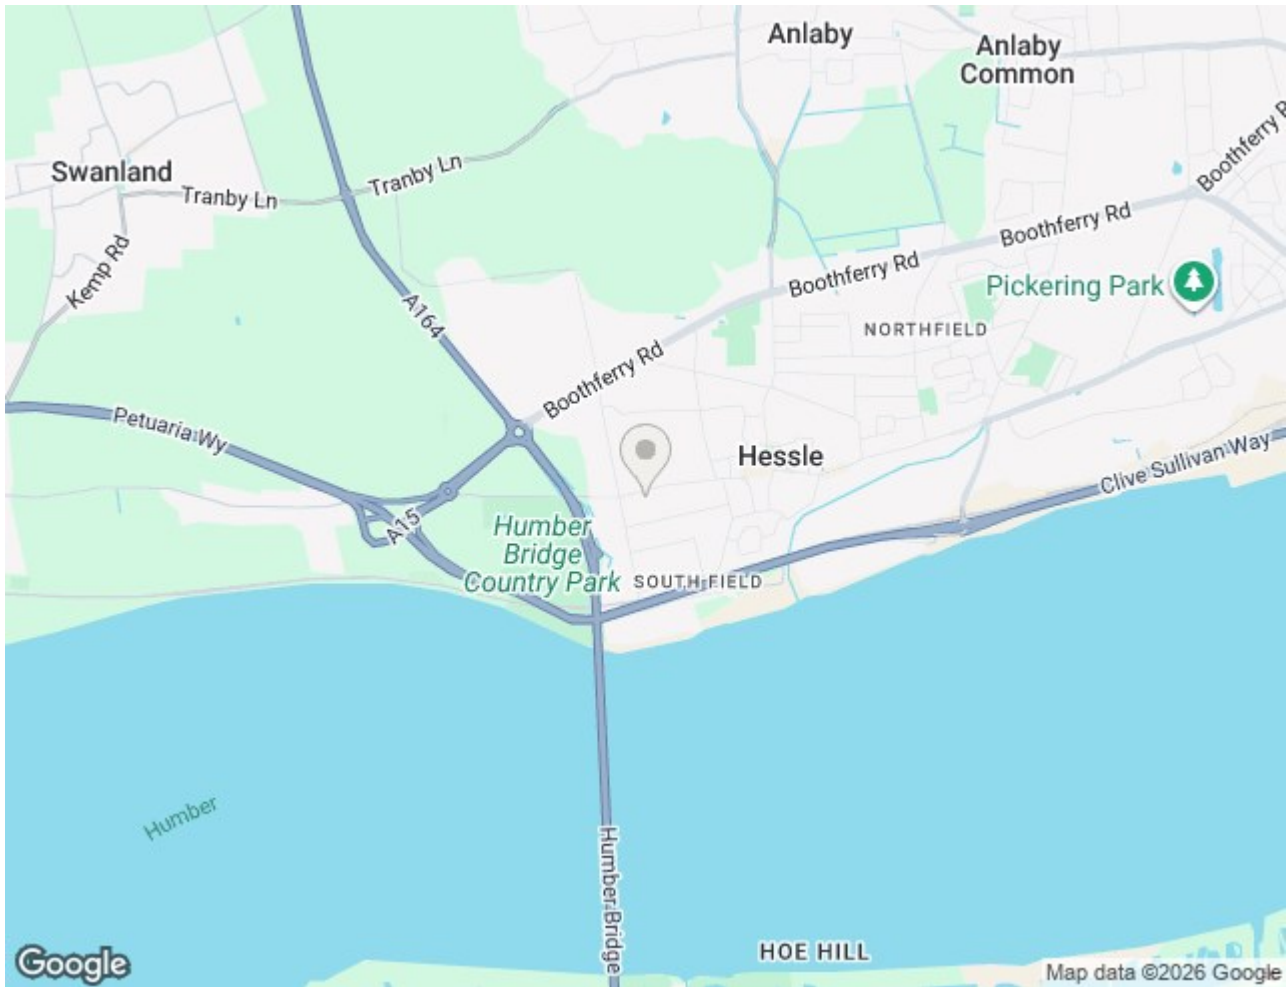 Anlaby
Anlaby
Common
Swanland
Tranby Ln
Tranby Ln
Boothferry R
Boothferry Rd
Kemp Rd
Boothferry Rd
Pickering Park
A164
NORTHFIELD
Boothferry Rd
Petuaria Wy
Hessle
Clive Sullivan Way
A15
Humber
Bridge
Country Park
SOUTH FIELD
Humber
Humber Bridge
HOE HILL
Google
Map data ©2026 Google